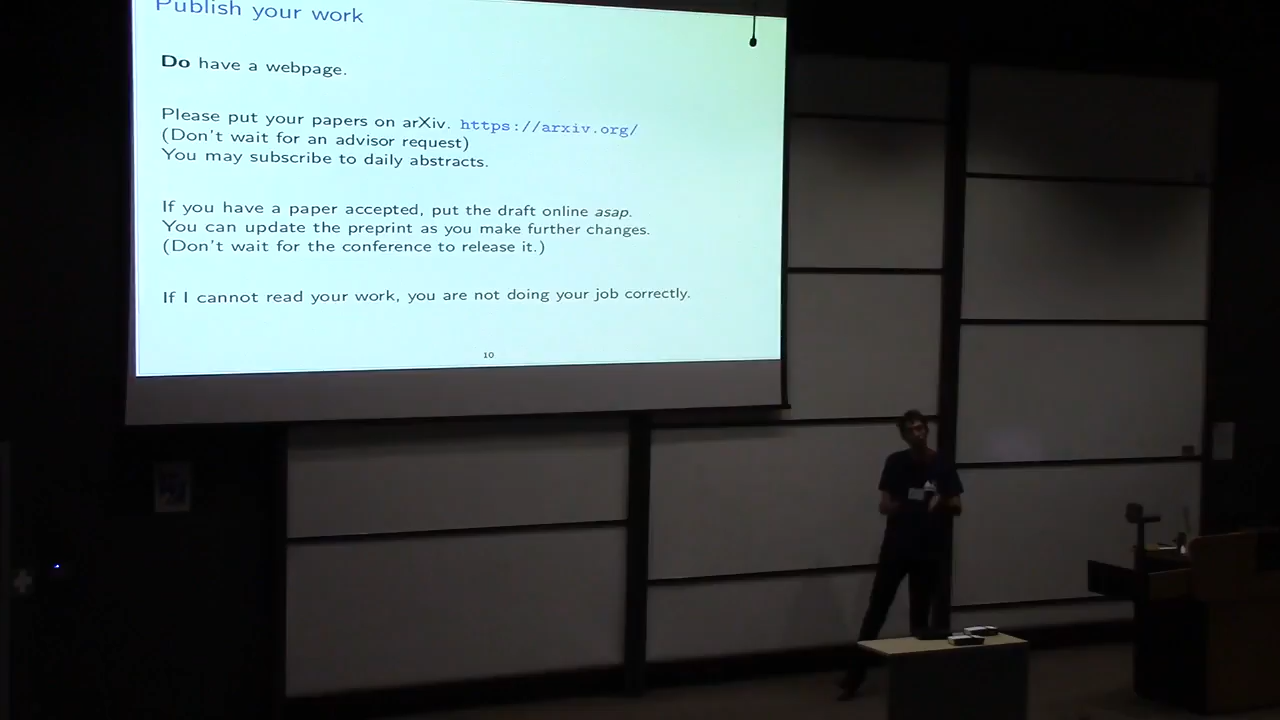 Publish your work
Do have a webpage.
Please put your papers on arXiv. https://arxiv.org/
(Don't wait for an advisor request)
You may subscribe to daily abstracts.
If you have a paper accepted, put the draft online asap.
You can update the preprint as you make further changes.
(Don't wait for the conference to release it.)
If I cannot read your work, you are not doing your job correctly.
10